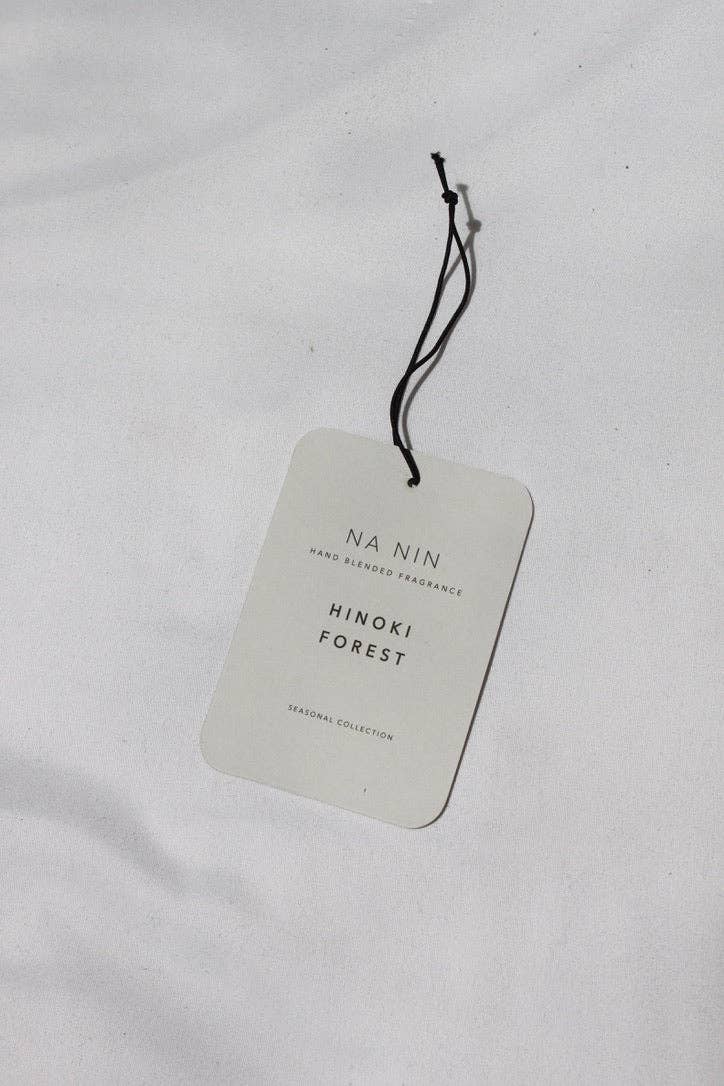 NA NIN
HAND BLENDED FRAGRANCE
HINOKI
FOREST
SEASONAL COLLECTION